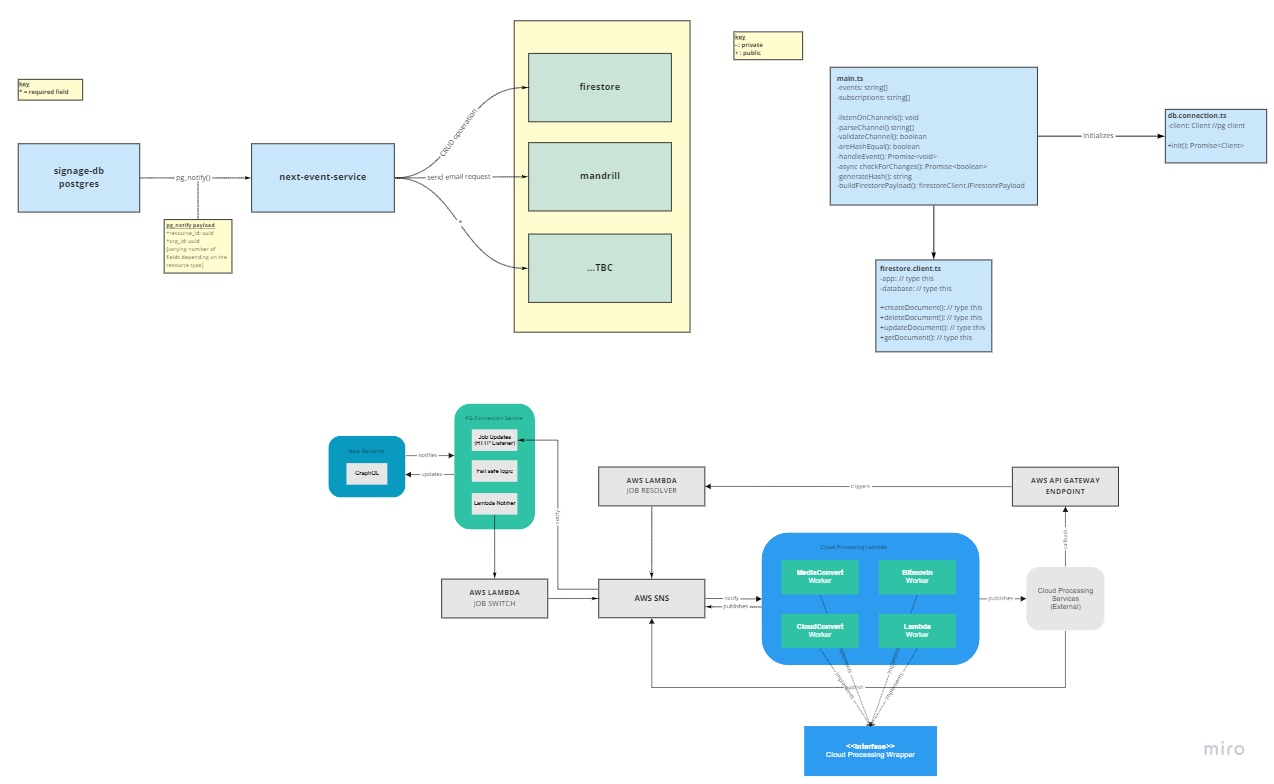 key
* = required field
signage-db
postgres
pg_notify()
pg_notify payload
*resource_id: uuid
*org_id: uuid
[varying number of
fields depending on the
resource type]
next-event-service
CRUD opoeration
send email request
*
firestore
mandrill
...TBC
key
- : private
+ : public
main.ts
-events: string[]
-subscriptions: string[]
-listenOnChannels(): void
-parseChannel() string[]
-validateChannel(): boolean
-areHashEqual(): boolean
-handleEvent(): Promise<void>
-async checkForChanges(): Promise<boolean>
-generateHash(): string
-buildFirestorePayload(): firestoreClient.IFirestorePayload
initializes
db.connection.ts
-client: Client //pg client
+init(): Promise<Client>
firestore.client.ts
-app: // type this
-database: // type this
+createDocument(): // type this
+deleteDocument(): // type this
+updateDocument(): // type this
+getDocument(): // type this
Next Backend
GraphQL
notifies
updates
PG Connection Service
Job Updates
(HTTP Listener)
Fail safe logic
Lambda Notifier
notify
AWS LAMBDA
JOB RESOLVER
triggers
AWS API GATEWAY
ENDPOINT
callback
AWS LAMBDA
JOB SWITCH
AWS SNS
notify
publishes
Cloud Processing Lambda
MediaConvert
Worker
Bitmovin
Worker
CloudConvert
Worker
Lambda
Worker
publishes
Cloud Processing
Services
(External)
implements
implements
implements
implements
publish
<<Interface>>
Cloud Processing Wrapper
miro